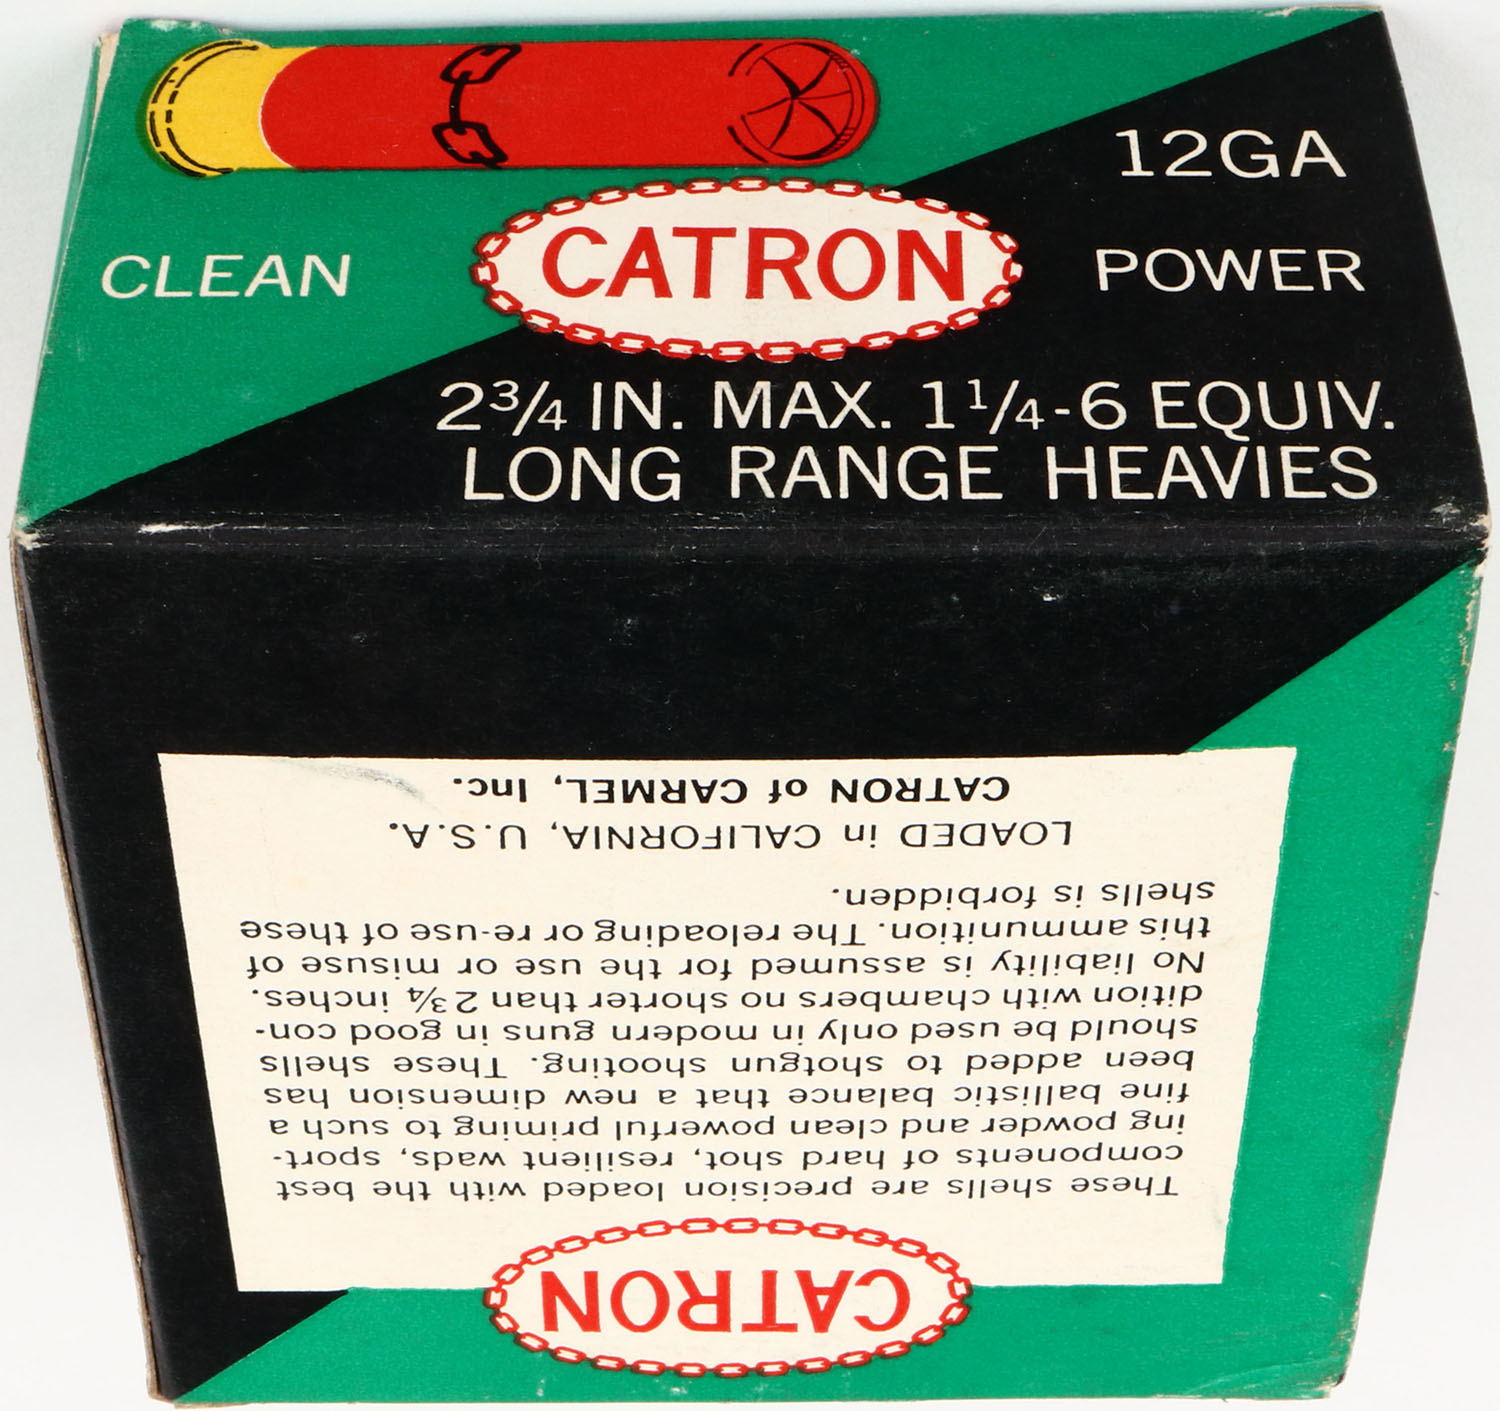 12GA
CLEAN CATRON POWER
2¾ IN. MAX. 1¼-6 EQUIV.
LONG RANGE HEAVIES
CATRON
These shells are precision loaded with the best
components of hard shot, resilient wads, sport-
ing powder and clean powerful priming to such a
fine ballistic balance that a new dimension has
been added to shotgun shooting. These shells
should be used only in modern guns in good con-
dition with chambers no shorter than 2¾ inches.
No liability is assumed for the use or misuse of
this ammunition. The reloading or re-use of these
shells is forbidden.
LOADED in CALIFORNIA, U.S.A.
CATRON of CARMEL, Inc.